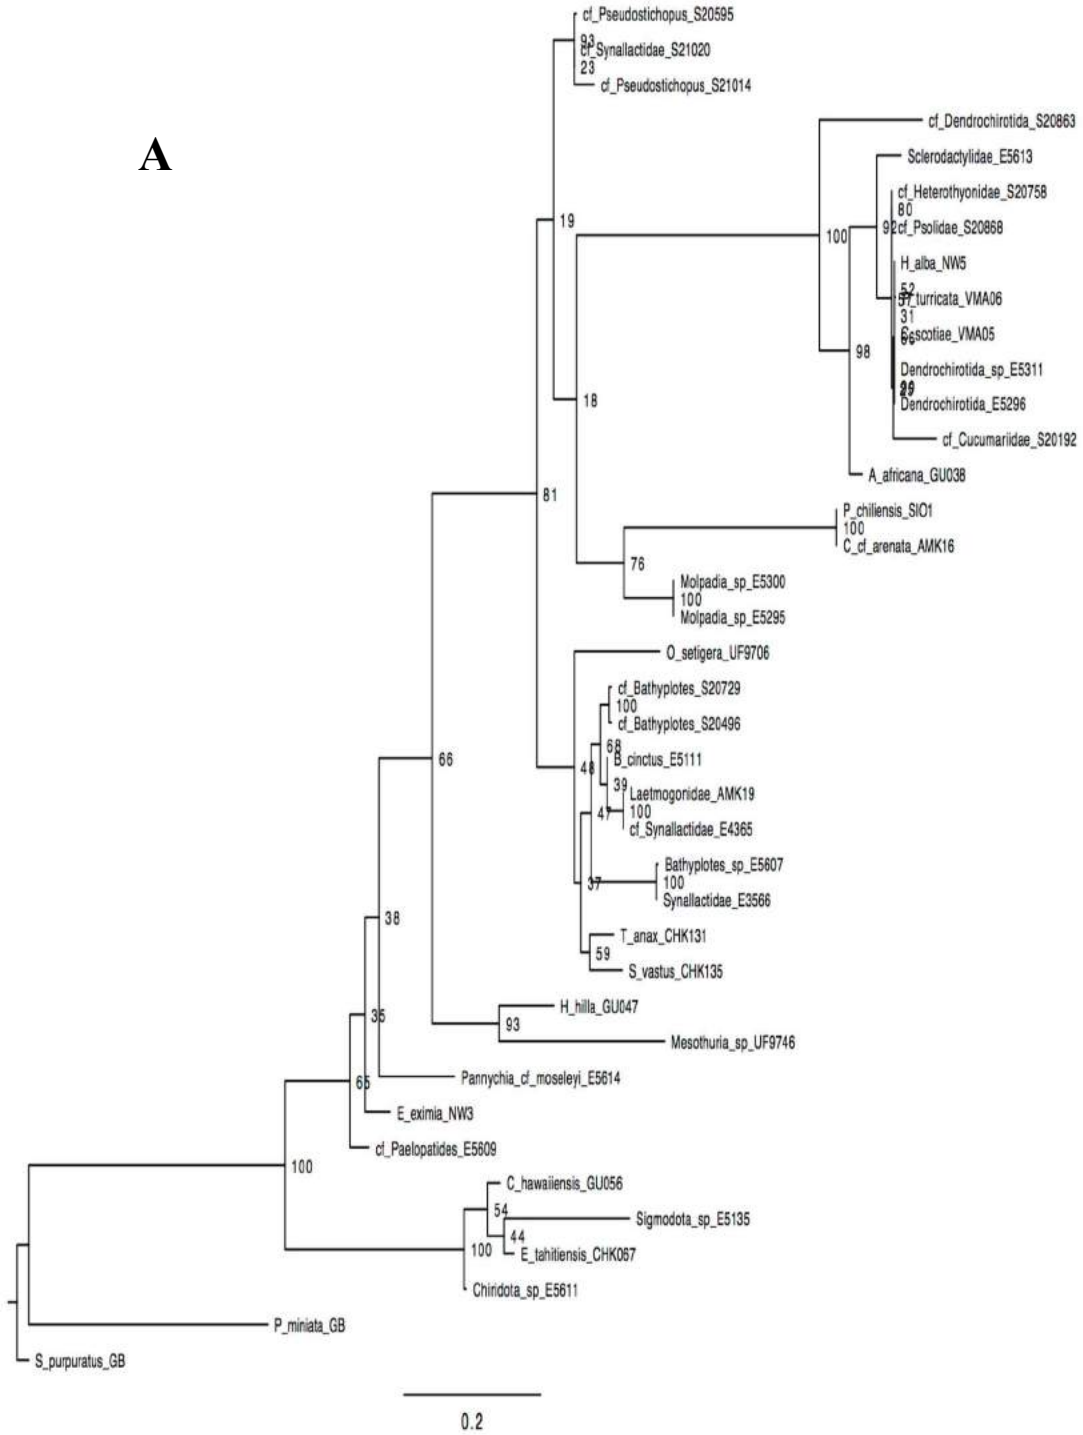 cf_Pseudostichopus_S20595
93
cf_Synallactidae_S21020
23
cf_Pseudostichopus_S21014
cf_Dendrochirotida_S20863
A
Sclerodactylidae_E5613
cf_Heterothyonidae_S20758
80
19
92
cf_Psolidae_S20868
100
H_alba_NW5
52
turricata_VMA06
31
C_scotiae_VMA05
98
Dendrochirotida_sp_E5311
18
Dendrochirotida_E5296
cf_Cucumariidae_S20192
A_africana_GU038
81
P_chiliensis_SIO1
100
C_cf_arenata_AMK16
76
Molpadia_sp_E5300
100
Molpadia_sp_E5295
O_setigera_UF9706
cf_Bathyplotes_S20729
100
cf_Bathyplotes_S20496
68
66
B_cinctus_E5111
48
39
Laetmogonidae_AMK19
47
100
cf_Synallactidae_E4365
Bathyplotes_sp_E5607
37
100
Synallactidae_E3566
38
T_anax_CHK131
59
S_vastus_CHK135
H_hilla_GU047
35
93
Mesothuria_sp_UF9746
Pannychia_cf_moseleyi_E5614
65
E_eximia_NW3
cf_Paelopatides_E5609
100
C_hawaiiensis_GU056
54
Sigmodota_sp_E5135
44
100
E_tahitiensis_CHK067
Chiridota_sp_E5611
P_miniata_GB
S_purpuratus_GB
0.2